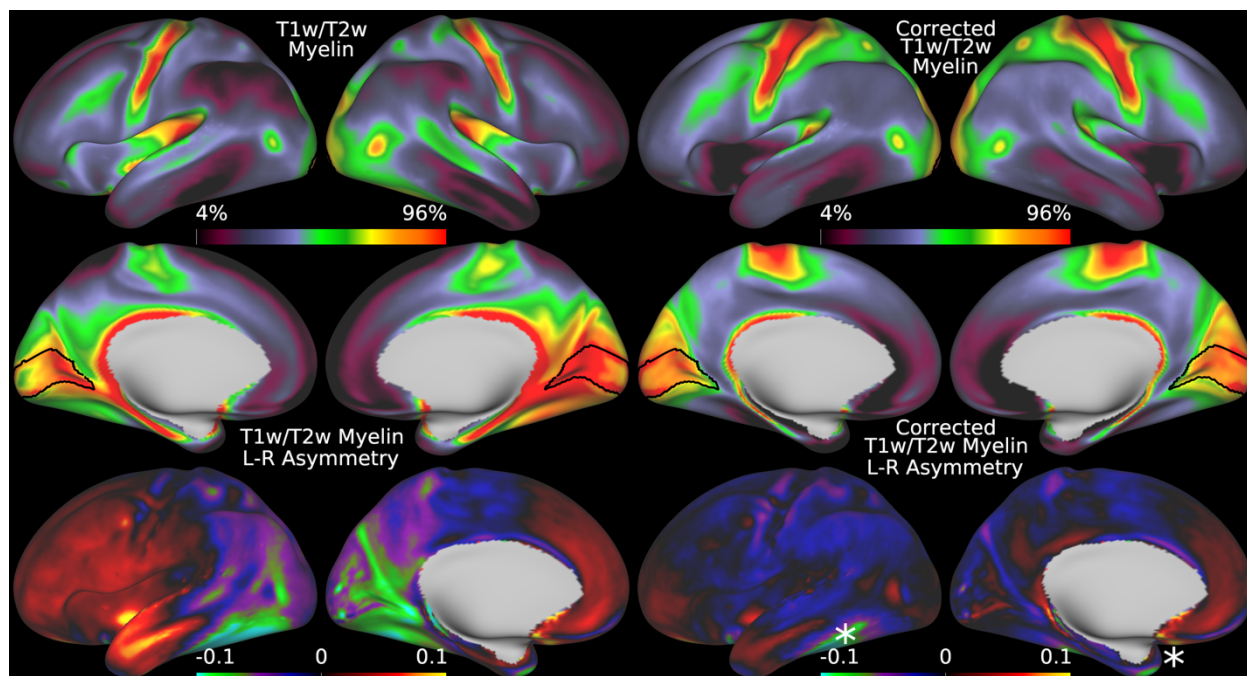 T1w/T2w
Myelin
Corrected
T1w/T2w
Myelin
4% 96%
4% 96%
T1w/T2w Myelin
L-R Asymmetry
Corrected
T1w/T2w Myelin
L-R Asymmetry
*
*
-0.1 0 0.1
-0.1 0 0.1